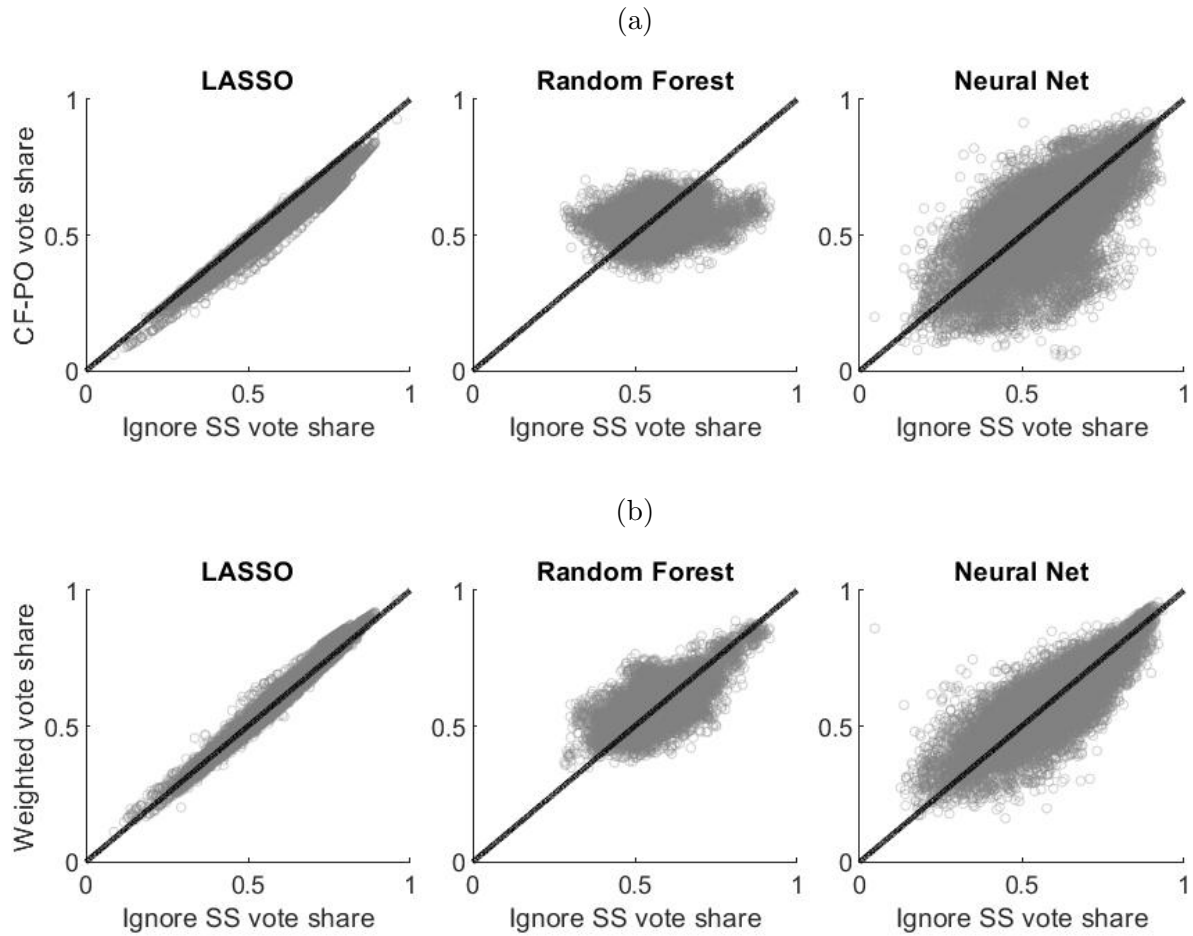 (a)
LASSO
Random Forest
Neural Net
CF-PO vote share
1
0.5
0
0
0.5
1
Ignore SS vote share
1
0.5
0
0
0.5
1
Ignore SS vote share
1
0.5
0
0
0.5
1
Ignore SS vote share
(b)
LASSO
Random Forest
Neural Net
Weighted vote share
1
0.5
0
0
0.5
1
Ignore SS vote share
1
0.5
0
0
0.5
1
Ignore SS vote share
1
0.5
0
0
0.5
1
Ignore SS vote share